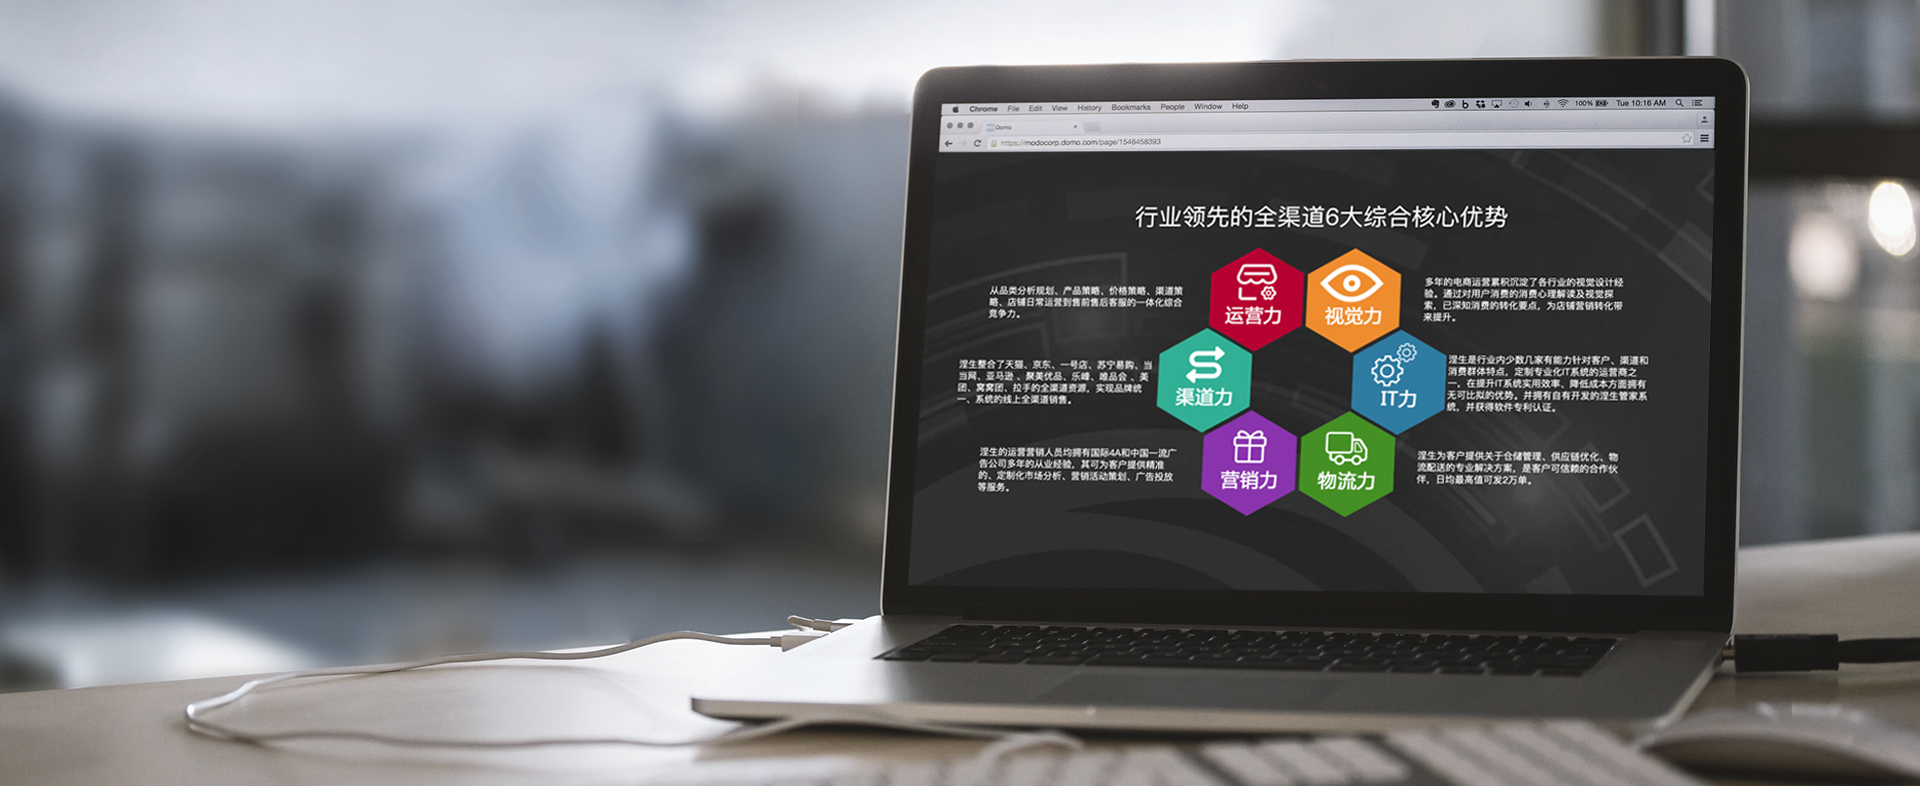 Chrome File Edit View History Bookmarks People Window Help
100% Tue 10:16 AM
Domo
https://modocorp.domo.com/page/1546458393
行业领先的全渠道6大综合核心优势
从品类分析规划、产品策略、价格策略、渠道策
略、店铺日常运营到售前售后客服的一体化综合
竞争力。
运营力
视觉力
多年的电商运营累积沉淀了各行业的视觉设计经
验。通过对用户消费的消费心理解读及视觉探
索，已深知消费的转化要点，为店铺营销转化带
来提升。
涅生整合了天猫、京东、一号店、苏宁易购、当
当网、亚马逊 、聚美优品、乐峰、唯品会 、美
团、窝窝团、拉手的全渠道资源，实现品牌统
一、系统的线上全渠道销售。
渠道力
IT力
涅生是行业内少数几家有能力针对客户、渠道和
消费群体特点，定制专业化IT系统的运营商之
一。在提升IT系统实用效率、降低成本方面拥有
无可比拟的优势。并拥有自有开发的涅生管家系
统，并获得软件专利认证。
涅生的运营营销人员均拥有国际4A和中国一流广
告公司多年的从业经验，其可为客户提供精准
的、定制化市场分析、营销活动策划、广告投放
等服务。
营销力
物流力
涅生为客户提供关于仓储管理、供应链优化、物
流配送的专业解决方案，是客户可信赖的合作伙
伴，日均最高值可发2万单。